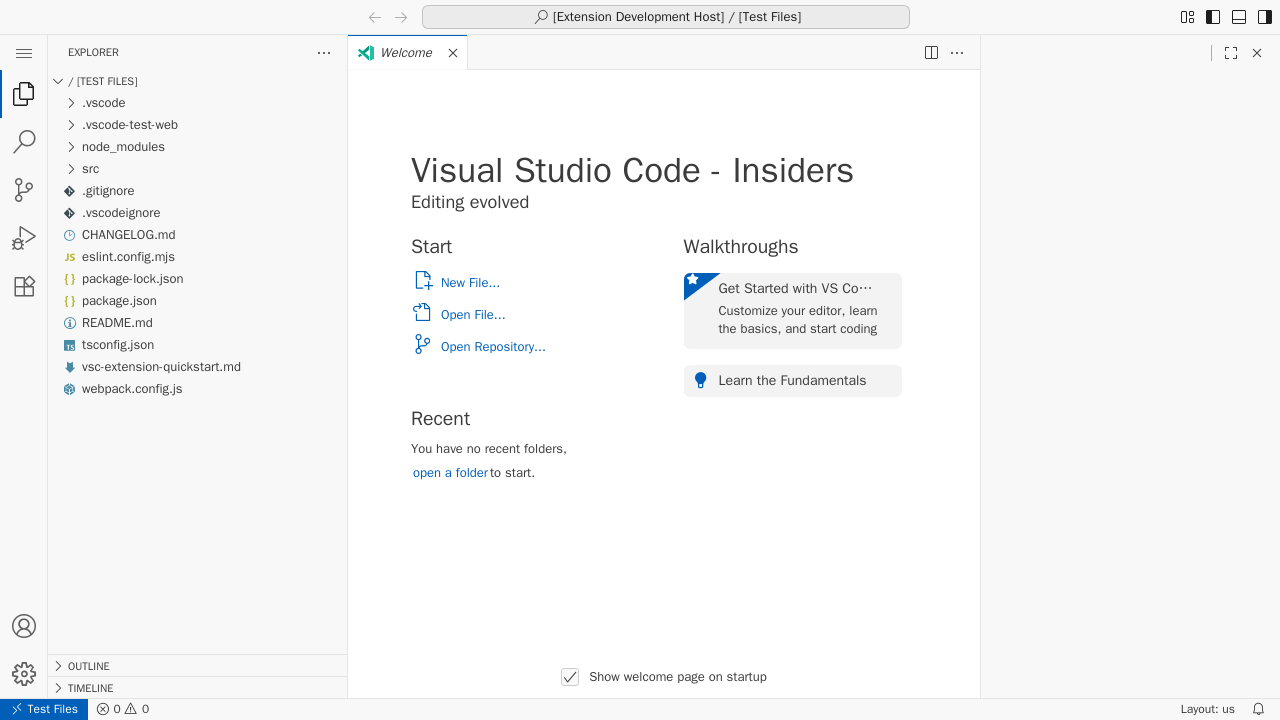 [Extension Development Host] / [Test Files]
EXPLORER
/ [TEST FILES]
.vscode
.vscode-test-web
node_modules
src
.gitignore
.vscodeignore
CHANGELOG.md
eslint.config.mjs
package-lock.json
package.json
README.md
tsconfig.json
vsc-extension-quickstart.md
webpack.config.js
OUTLINE
TIMELINE
Welcome
Visual Studio Code - Insiders
Editing evolved
Start
New File...
Open File...
Open Repository...
Recent
You have no recent folders,
open a folder to start.
Walkthroughs
Get Started with VS Co⋯
Customize your editor, learn
the basics, and start coding
Learn the Fundamentals
Show welcome page on startup
Test Files
0
0
Layout: us